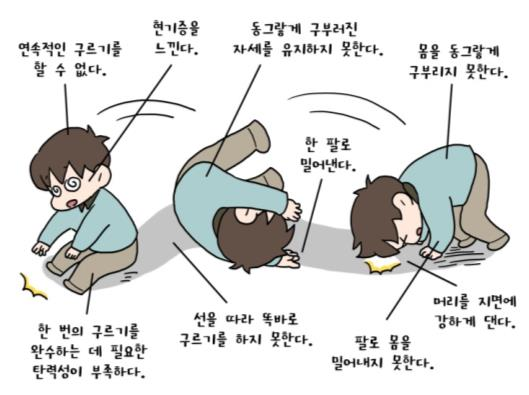 연속적인 구르기를
할 수 없다.
현기증을
느낀다.
동그랗게 구부러진
자세를 유지하지 못한다.
몸을 동그랗게
구부리지 못한다.
한 팔로
밀어낸다.
한 번의 구르기를
완수하는 데 필요한
탄력성이 부족하다.
선을 따라 똑바로
구르기를 하지 못한다.
팔로 몸을
밀어내지 못한다.
머리를 지면에
강하게 댄다.